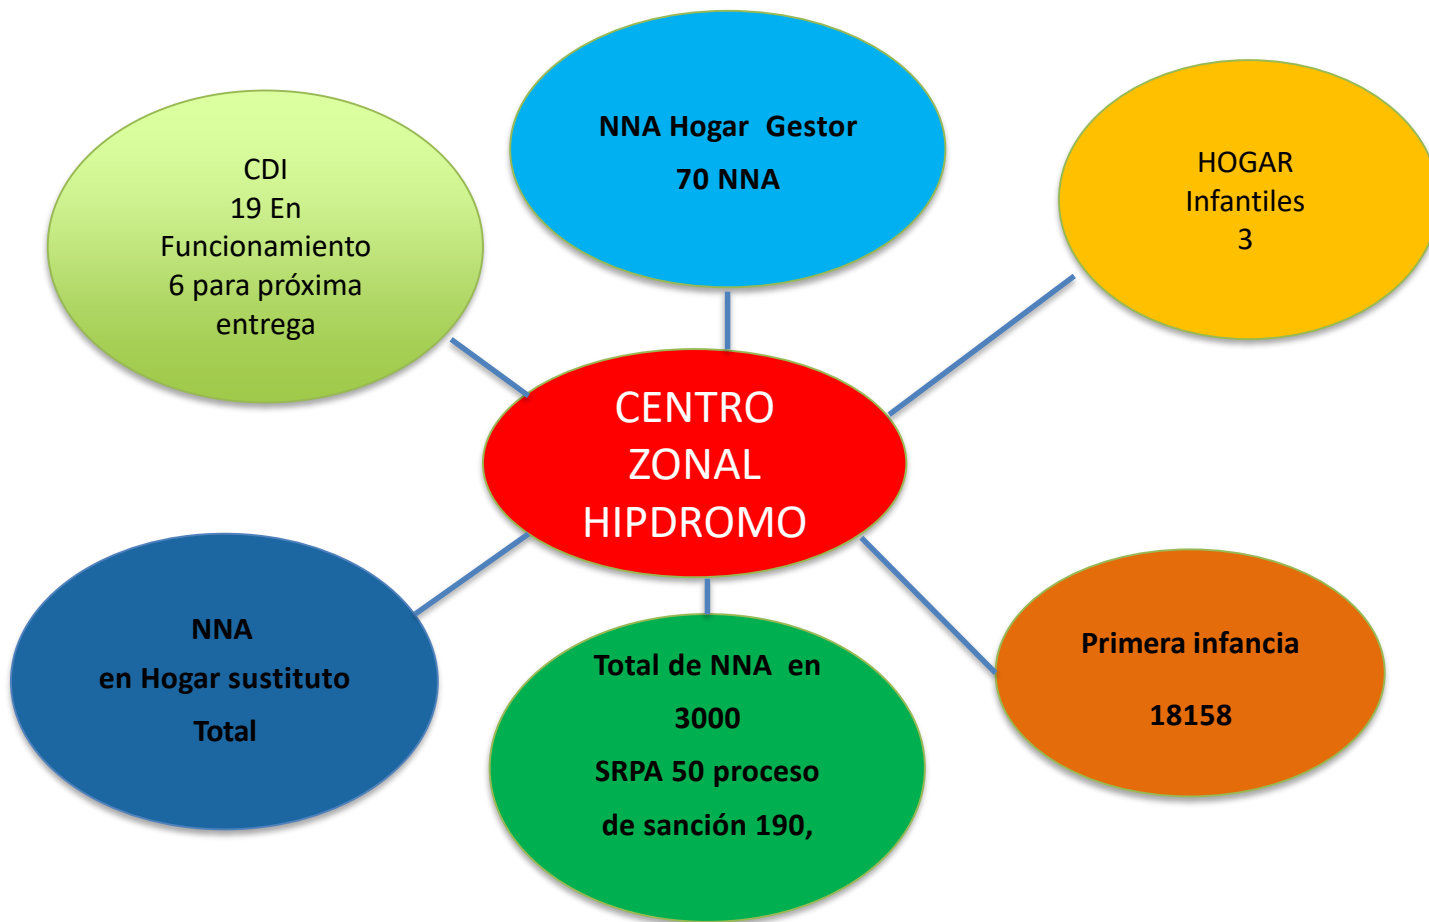 NNA Hogar Gestor
70 NNA
CDI
19 En
Funcionamiento
6 para próxima
entrega
HOGAR
Infantiles
3
CENTRO
ZONAL
HIPDROMO
NNA
en Hogar sustituto
Total
Total de NNA en
3000
SRPA 50 proceso
de sanción 190,
Primera infancia
18158